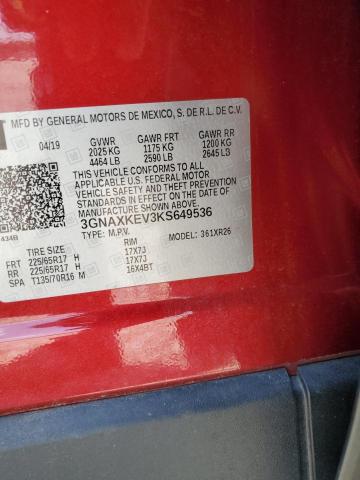 MFD BY GENERAL MOTORS DE MEXICO, S. DE R.L. DE C.V.
04/19 GVWR GAWR FRT GAWR RR
2025 KG 1175 KG 1200 KG
4464 LB 2590 LB 2645 LB
THIS VEHICLE CONFORMS TO ALL
APPLICABLE U.S. FEDERAL MOTOR
VEHICLE SAFETY AND THEFT
PREVENTION STANDARDS IN EFFECT
ON THE DATE OF MANUFACTURE
SHOWN ABOVE.
3GNAXKEV3KS649536
434B TYPE: M.P.V. MODEL: 361XR26
TIRE SIZE RIM
FRT 225/65R17 H 17X7J
RR 225/65R17 H 17X7J
SPA T135/70R16 M 16X4BT